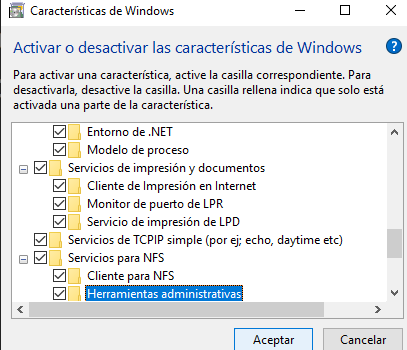 Características de Windows
Activar o desactivar las características de Windows
Para activar una característica, active la casilla correspondiente. Para
desactivarla, desactive la casilla. Una casilla rellena indica que solo está
activada una parte de la característica.
Entorno de .NET
Modelo de proceso
Servicios de impresión y documentos
Cliente de Impresión en Internet
Monitor de puerto de LPR
Servicio de impresión de LPD
Servicios de TCPIP simple (por ej; echo, daytime etc)
Servicios para NFS
Cliente para NFS
Herramientas administrativas
Aceptar
Cancelar